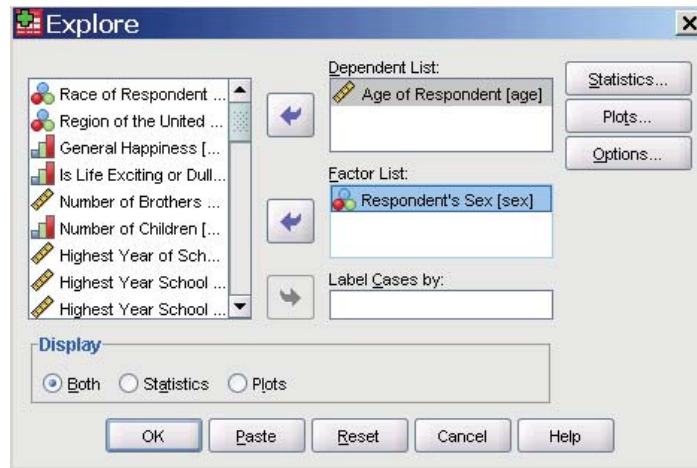 Explore
Race of Respondent ...
Region of the United ...
General Happiness [...
Is Life Exciting or Dull...
Number of Brothers ...
Number of Children [...
Highest Year of Sch...
Highest Year School ...
Highest Year School ...
Dependent List:
Age of Respondent [age]
Factor List:
Respondent's Sex [sex]
Label Cases by:
Statistics...
Plots...
Options...
Display
Both Statistics Plots
OK Paste Reset Cancel Help